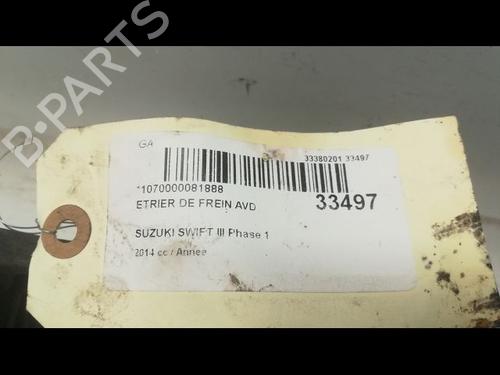 B-PARTS
GA
33380201 33497
*1070000081888
ETRIER DE FREIN AVD
33497
SUZUKI SWIFT III Phase 1
2014 cc / Année